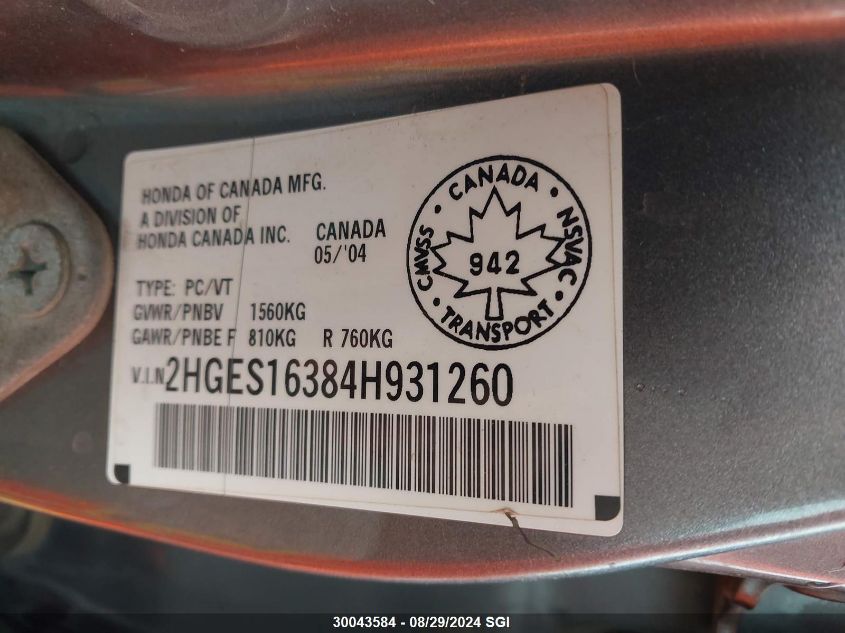 HONDA OF CANADA MFG.
A DIVISION OF
HONDA CANADA INC.
CANADA
05/'04
TYPE: PC/VT
GVWR/PNBV 1560KG
GAWR/PNBE F 810KG R 760KG
V.I.N. 2HGES16384H931260
CANADA • NSVAC • TRANSPORT • CMVSS •
942
30043584 - 08/29/2024 SGI